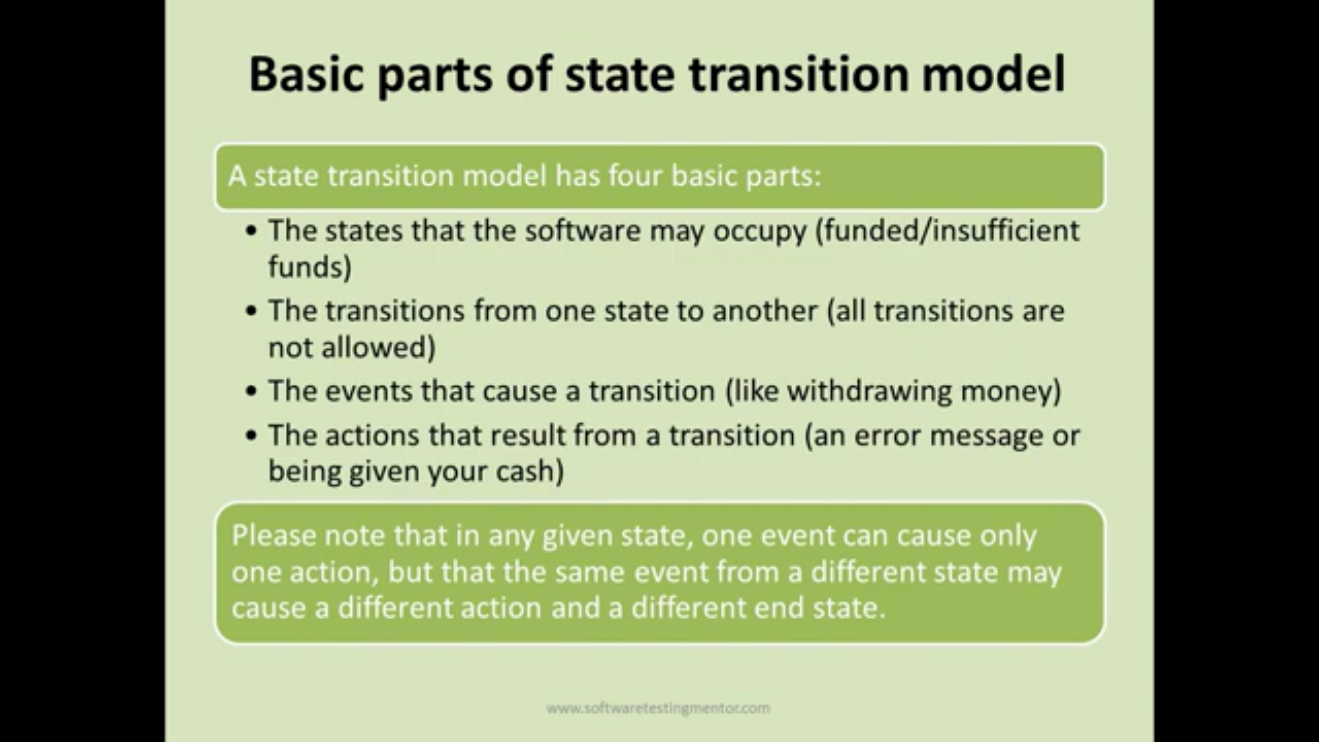 Basic parts of state transition model
A state transition model has four basic parts:
• The states that the software may occupy (funded/insufficient
funds)
• The transitions from one state to another (all transitions are
not allowed)
• The events that cause a transition (like withdrawing money)
• The actions that result from a transition (an error message or
being given your cash)
Please note that in any given state, one event can cause only
one action, but that the same event from a different state may
cause a different action and a different end state.
www.softwaretestingmentor.com